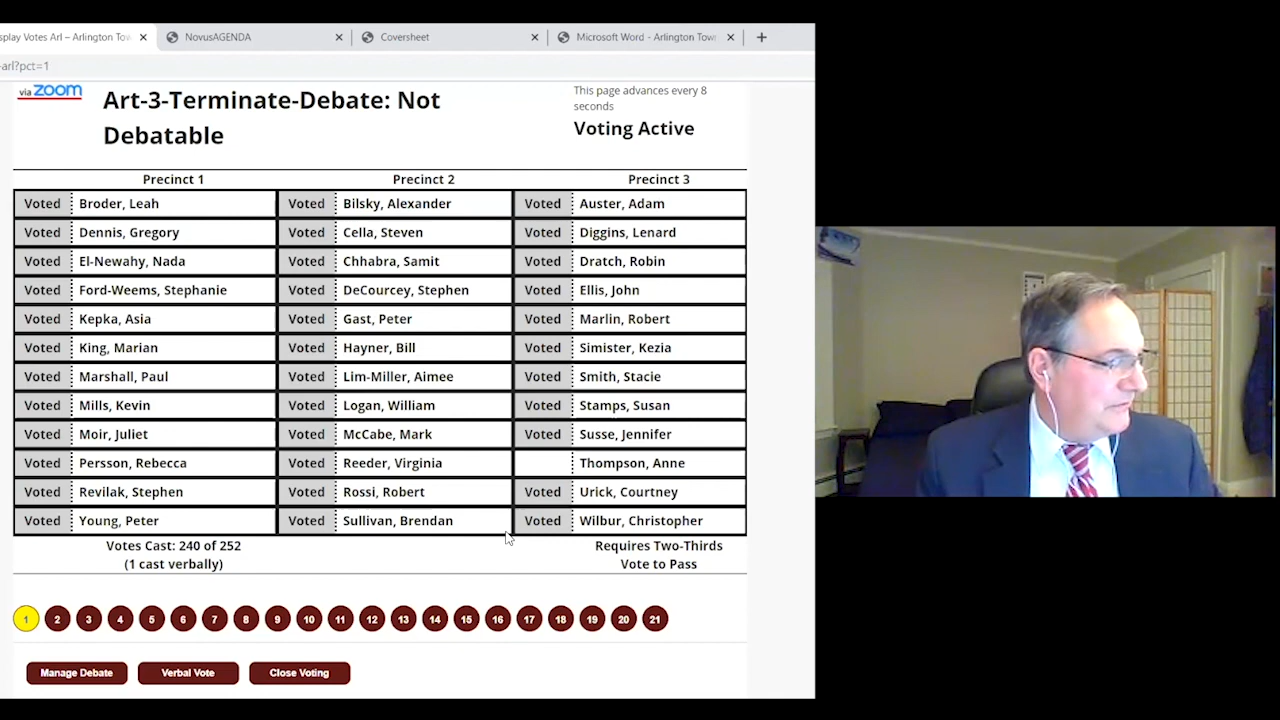 splay Votes Arl – Arlington Tow
NovusAGENDA
Coversheet
Microsoft Word - Arlington Town
-arl?pct=1
via zoom
Art-3-Terminate-Debate: Not
Debatable
This page advances every 8
seconds
Voting Active
Precinct 1 Precinct 2 Precinct 3
Voted Broder, Leah Voted Bilsky, Alexander Voted Auster, Adam
Voted Dennis, Gregory Voted Cella, Steven Voted Diggins, Lenard
Voted El-Newahy, Nada Voted Chhabra, Samit Voted Dratch, Robin
Voted Ford-Weems, Stephanie Voted DeCourcey, Stephen Voted Ellis, John
Voted Kepka, Asia Voted Gast, Peter Voted Marlin, Robert
Voted King, Marian Voted Hayner, Bill Voted Simister, Kezia
Voted Marshall, Paul Voted Lim-Miller, Aimee Voted Smith, Stacie
Voted Mills, Kevin Voted Logan, William Voted Stamps, Susan
Voted Moir, Juliet Voted McCabe, Mark Voted Susse, Jennifer
Voted Persson, Rebecca Voted Reeder, Virginia Thompson, Anne
Voted Revilak, Stephen Voted Rossi, Robert Voted Urick, Courtney
Voted Young, Peter Voted Sullivan, Brendan Voted Wilbur, Christopher
Votes Cast: 240 of 252
(1 cast verbally)
Requires Two-Thirds
Vote to Pass
1 2 3 4 5 6 7 8 9 10 11 12 13 14 15 16 17 18 19 20 21
Manage Debate Verbal Vote Close Voting